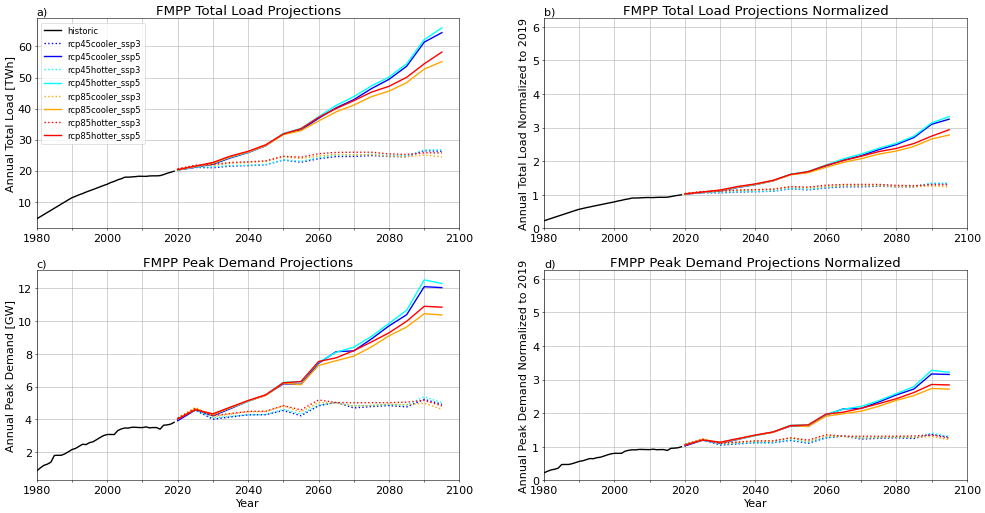 a)
FMPP Total Load Projections
Annual Total Load [TWh]
60
50
40
30
20
10
historic
rcp45cooler_ssp3
rcp45cooler_ssp5
rcp45hotter_ssp3
rcp45hotter_ssp5
rcp85cooler_ssp3
rcp85cooler_ssp5
rcp85hotter_ssp3
rcp85hotter_ssp5
1980 2000 2020 2040 2060 2080 2100
b)
FMPP Total Load Projections Normalized
Annual Total Load Normalized to 2019
6
5
4
3
2
1
0
1980 2000 2020 2040 2060 2080 2100
c)
FMPP Peak Demand Projections
Annual Peak Demand [GW]
12
10
8
6
4
2
1980 2000 2020 2040 2060 2080 2100
Year
d)
FMPP Peak Demand Projections Normalized
Annual Peak Demand Normalized to 2019
6
5
4
3
2
1
0
1980 2000 2020 2040 2060 2080 2100
Year